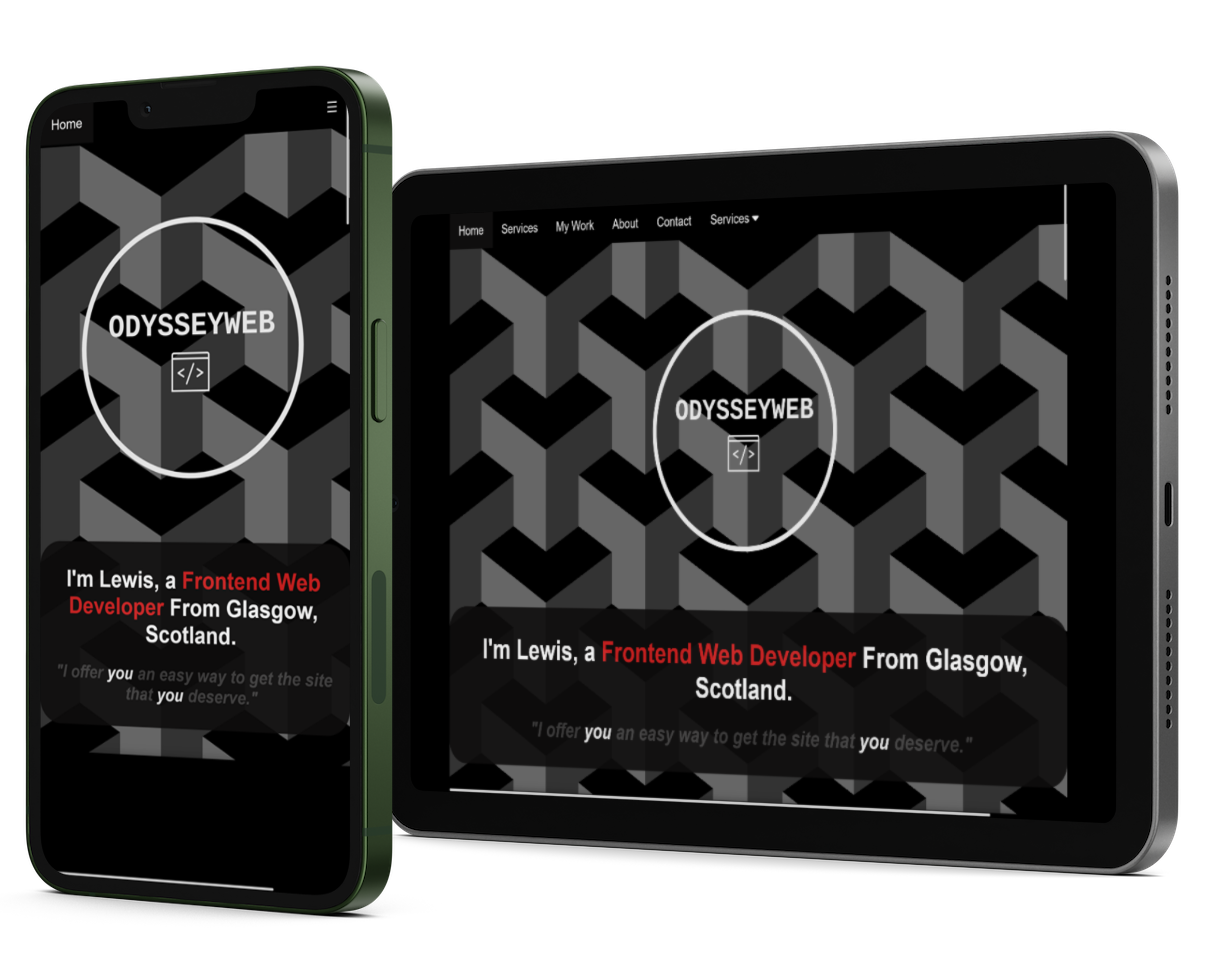 Home
ODYSSEYWEB
</>
I'm Lewis, a Frontend Web
Developer From Glasgow,
Scotland.
"I offer you an easy way to get the site
that you deserve."
Home Services My Work About Contact Services
ODYSSEYWEB
</>
I'm Lewis, a Frontend Web Developer From Glasgow,
Scotland.
"I offer you an easy way to get the site that you deserve."